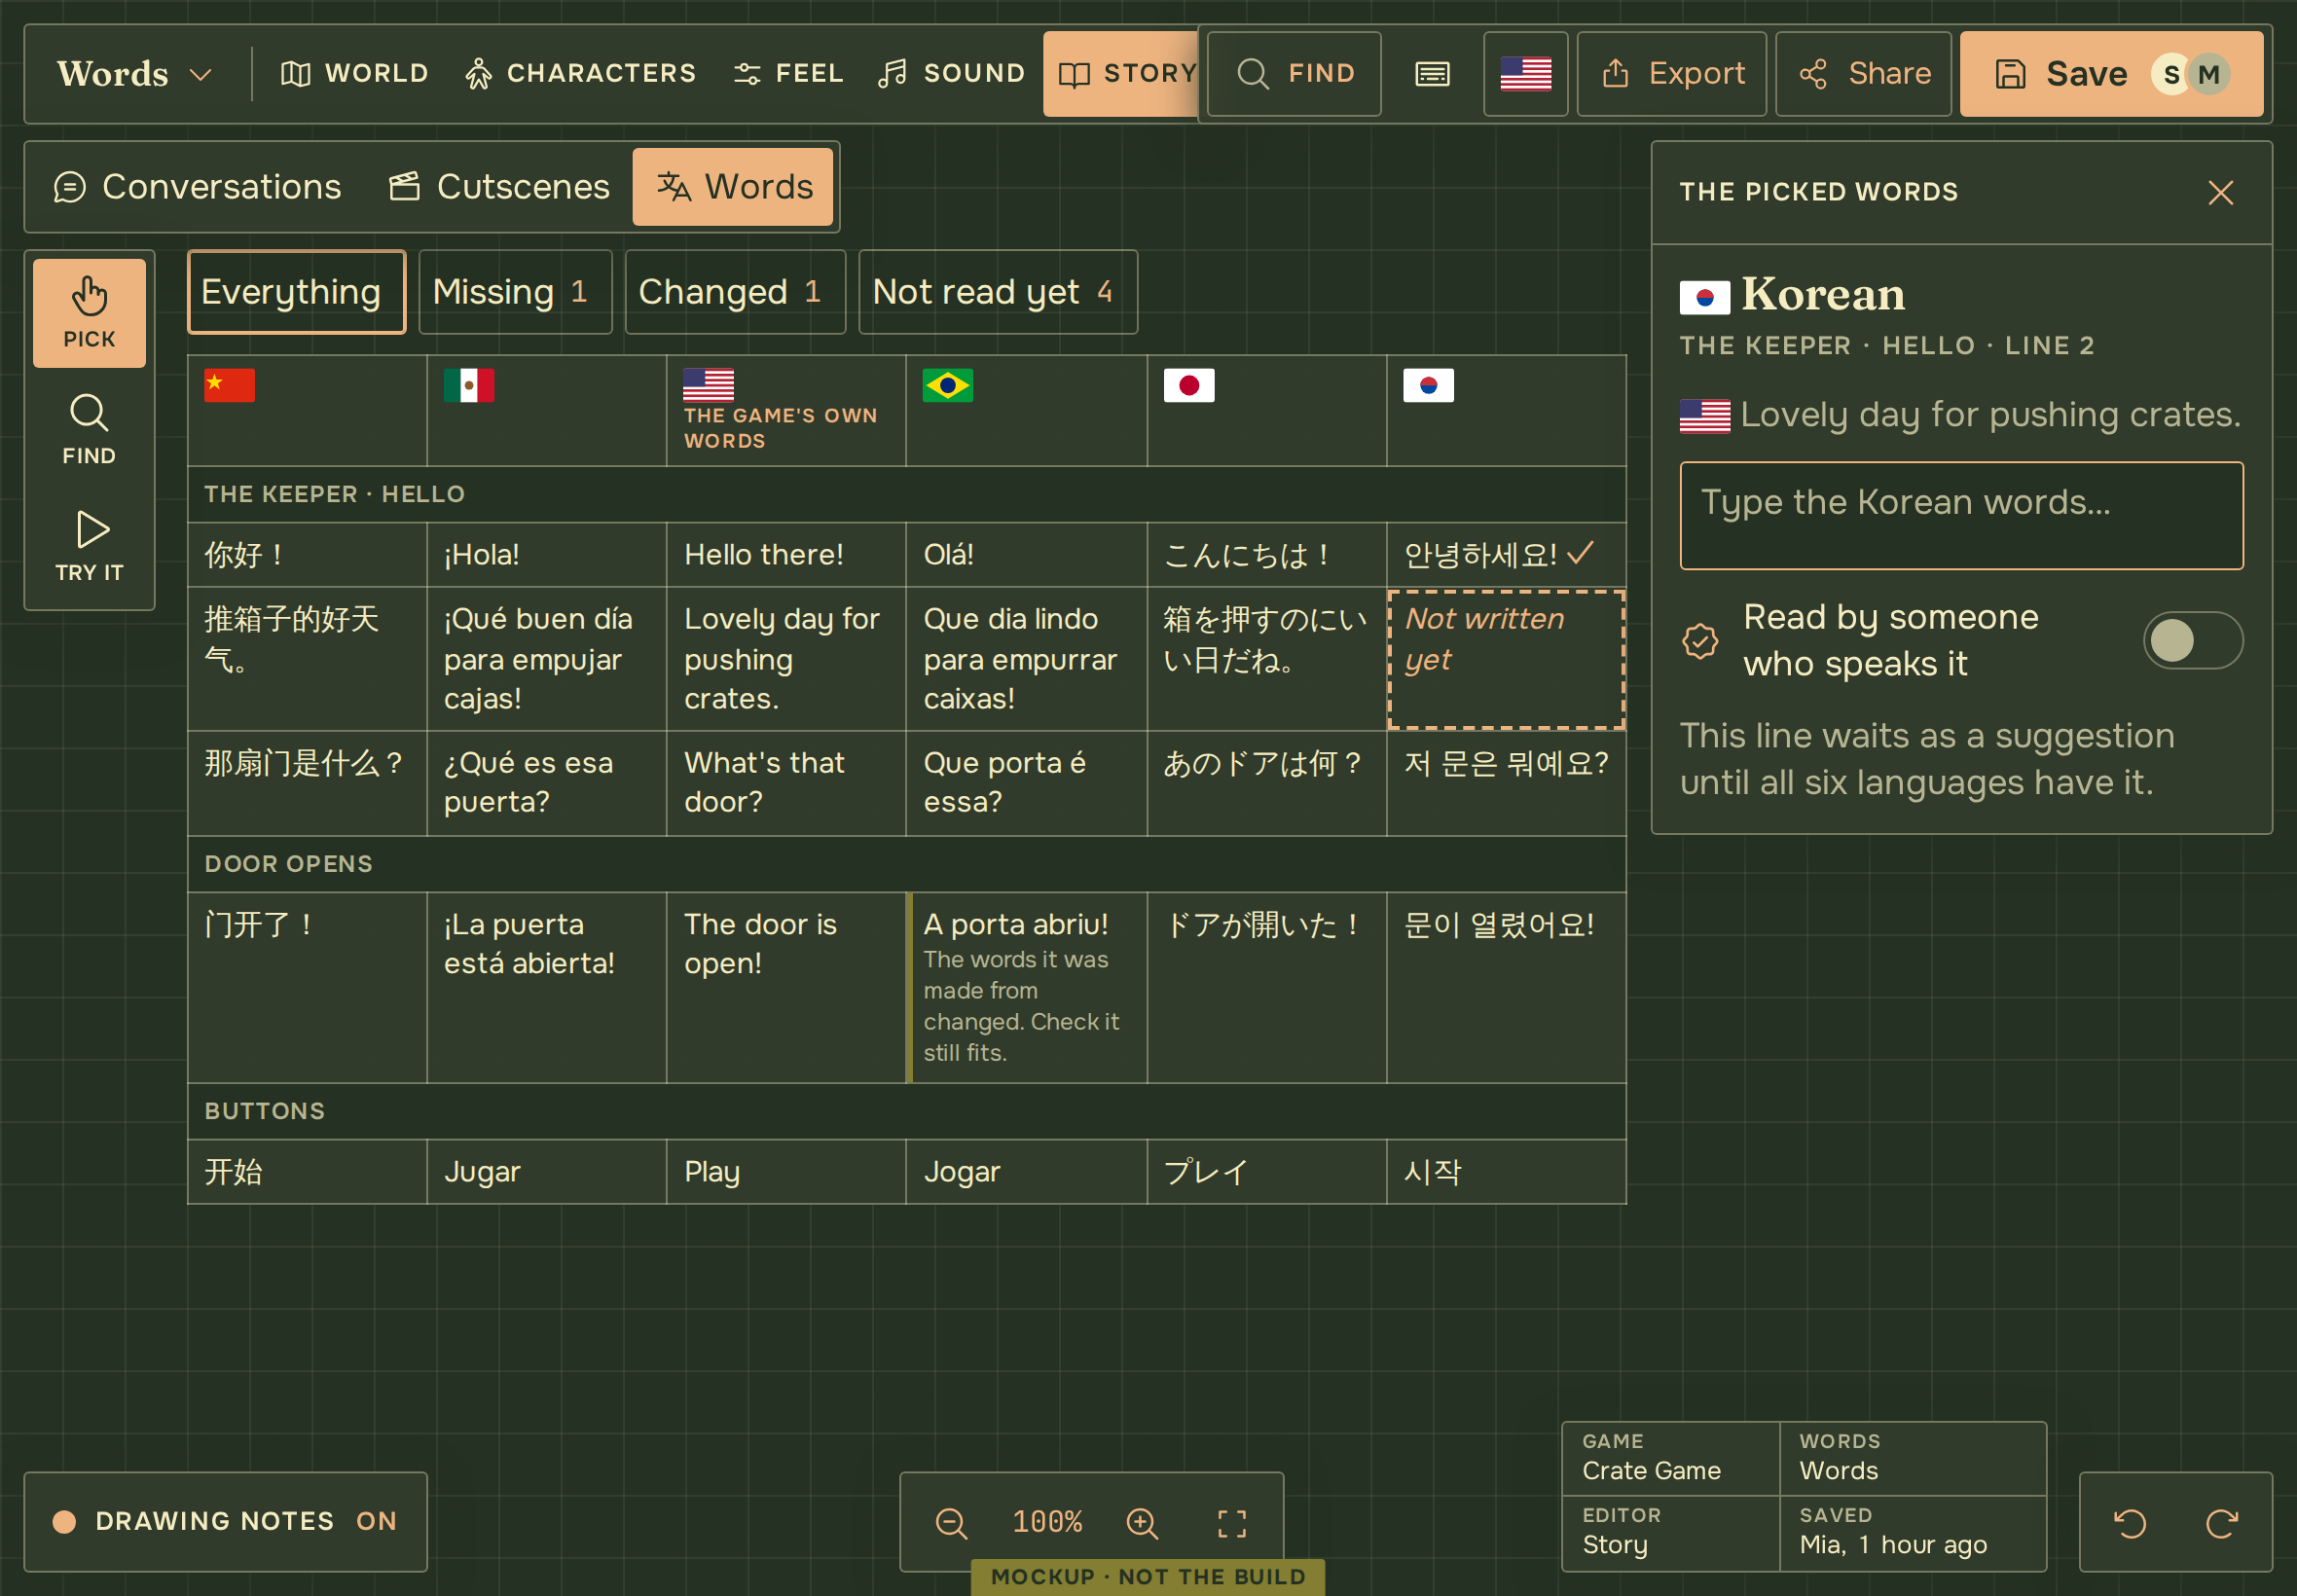 Words
WORLD
CHARACTERS
FEEL
SOUND
STORY
FIND
Export
Share
Save
S
M
Conversations
Cutscenes
Words
PICK
FIND
TRY IT
Everything
Missing 1
Changed 1
Not read yet 4
THE GAME'S OWN
WORDS
THE KEEPER · HELLO
你好！
¡Hola!
Hello there!
Olá!
こんにちは！
안녕하세요!
推箱子的好天
气。
¡Qué buen día
para empujar
cajas!
Lovely day for
pushing
crates.
Que dia lindo
para empurrar
caixas!
箱を押すのにい
い日だね。
Not written
yet
那扇门是什么？
¿Qué es esa
puerta?
What's that
door?
Que porta é
essa?
あのドアは何？
저 문은 뭐예요?
DOOR OPENS
门开了！
¡La puerta
está abierta!
The door is
open!
A porta abriu!
The words it was
made from
changed. Check it
still fits.
ドアが開いた！
문이 열렸어요!
BUTTONS
开始
Jugar
Play
Jogar
プレイ
시작
THE PICKED WORDS
Korean
THE KEEPER · HELLO · LINE 2
Lovely day for pushing crates.
Type the Korean words...
Read by someone
who speaks it
This line waits as a suggestion
until all six languages have it.
DRAWING NOTES ON
100%
GAME
Crate Game
WORDS
Words
EDITOR
Story
SAVED
Mia, 1 hour ago
MOCKUP · NOT THE BUILD